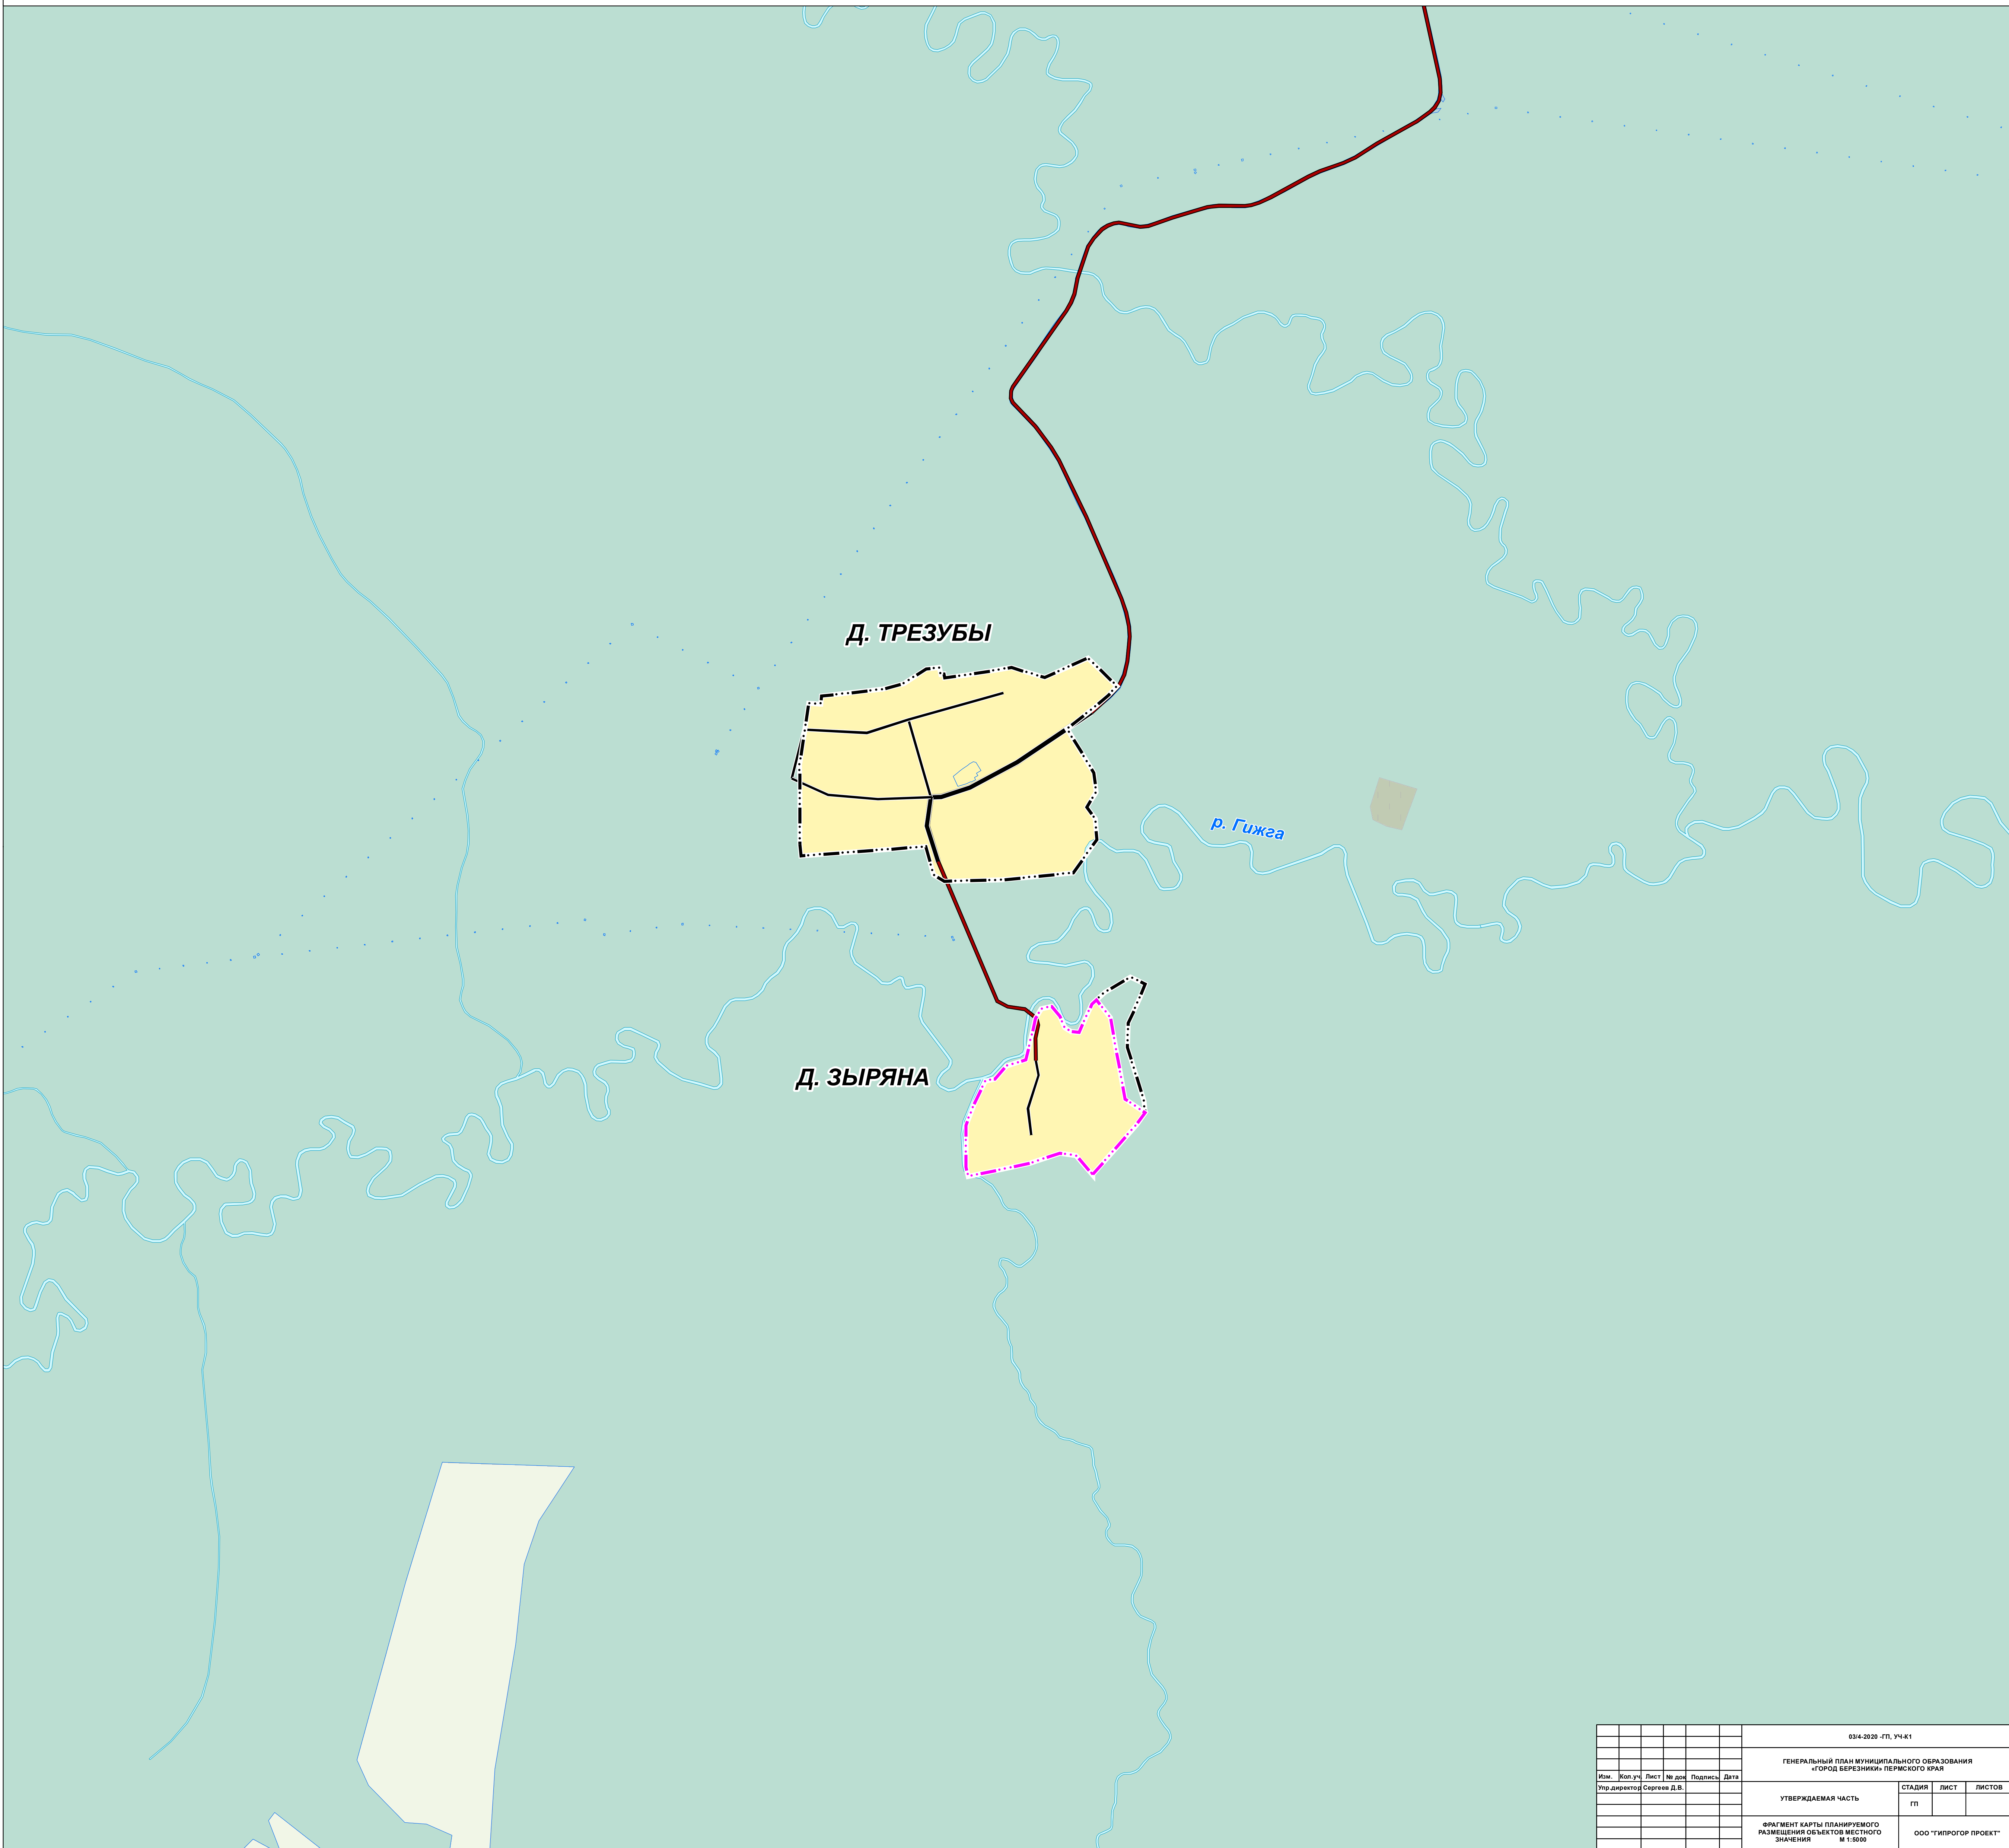 Д. ТРЕЗУБЫ
р. Гижга
Д. ЗЫРЯНА
03/4-2020 -ГП, УЧ-К1
ГЕНЕРАЛЬНЫЙ ПЛАН МУНИЦИПАЛЬНОГО ОБРАЗОВАНИЯ
«ГОРОД БЕРЕЗНИКИ» ПЕРМСКОГО КРАЯ
Изм. Кол.уч Лист № док Подпись Дата
Упр.директор Сергеев Д.В.
УТВЕРЖДАЕМАЯ ЧАСТЬ
СТАДИЯ ЛИСТ ЛИСТОВ
ГП
ФРАГМЕНТ КАРТЫ ПЛАНИРУЕМОГО
РАЗМЕЩЕНИЯ ОБЪЕКТОВ МЕСТНОГО
ЗНАЧЕНИЯ М 1:5000
ООО "ГИПРОГОР ПРОЕКТ"